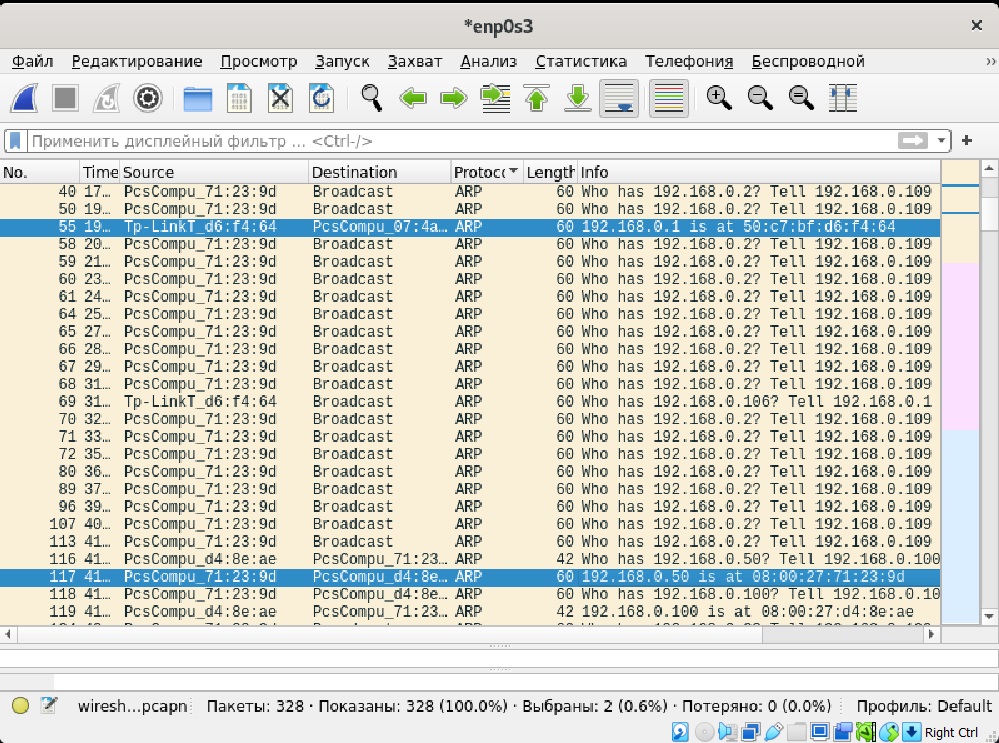 *enp0s3
Файл Редактирование Просмотр Запуск Захват Анализ Статистика Телефония Беспроводной
Применить дисплейный фильтр ... <Ctrl-/>
No. Time Source Destination Protocc Length Info
40 17… PcsCompu_71:23:9d Broadcast ARP 60 Who has 192.168.0.2? Tell 192.168.0.109
50 19… PcsCompu_71:23:9d Broadcast ARP 60 Who has 192.168.0.2? Tell 192.168.0.109
55 19… Tp-LinkT_d6:f4:64 PcsCompu_07:4a… ARP 60 192.168.0.1 is at 50:c7:bf:d6:f4:64
58 20… PcsCompu_71:23:9d Broadcast ARP 60 Who has 192.168.0.2? Tell 192.168.0.109
59 21… PcsCompu_71:23:9d Broadcast ARP 60 Who has 192.168.0.2? Tell 192.168.0.109
60 23… PcsCompu_71:23:9d Broadcast ARP 60 Who has 192.168.0.2? Tell 192.168.0.109
61 24… PcsCompu_71:23:9d Broadcast ARP 60 Who has 192.168.0.2? Tell 192.168.0.109
64 25… PcsCompu_71:23:9d Broadcast ARP 60 Who has 192.168.0.2? Tell 192.168.0.109
65 27… PcsCompu_71:23:9d Broadcast ARP 60 Who has 192.168.0.2? Tell 192.168.0.109
66 28… PcsCompu_71:23:9d Broadcast ARP 60 Who has 192.168.0.2? Tell 192.168.0.109
67 29… PcsCompu_71:23:9d Broadcast ARP 60 Who has 192.168.0.2? Tell 192.168.0.109
68 31… PcsCompu_71:23:9d Broadcast ARP 60 Who has 192.168.0.2? Tell 192.168.0.109
69 31… Tp-LinkT_d6:f4:64 Broadcast ARP 60 Who has 192.168.0.106? Tell 192.168.0.1
70 32… PcsCompu_71:23:9d Broadcast ARP 60 Who has 192.168.0.2? Tell 192.168.0.109
71 33… PcsCompu_71:23:9d Broadcast ARP 60 Who has 192.168.0.2? Tell 192.168.0.109
72 35… PcsCompu_71:23:9d Broadcast ARP 60 Who has 192.168.0.2? Tell 192.168.0.109
80 36… PcsCompu_71:23:9d Broadcast ARP 60 Who has 192.168.0.2? Tell 192.168.0.109
89 37… PcsCompu_71:23:9d Broadcast ARP 60 Who has 192.168.0.2? Tell 192.168.0.109
96 39… PcsCompu_71:23:9d Broadcast ARP 60 Who has 192.168.0.2? Tell 192.168.0.109
107 40… PcsCompu_71:23:9d Broadcast ARP 60 Who has 192.168.0.2? Tell 192.168.0.109
113 41… PcsCompu_71:23:9d Broadcast ARP 60 Who has 192.168.0.2? Tell 192.168.0.109
116 41… PcsCompu_d4:8e:ae PcsCompu_71:23… ARP 42 Who has 192.168.0.50? Tell 192.168.0.100
117 41… PcsCompu_71:23:9d PcsCompu_d4:8e… ARP 60 192.168.0.50 is at 08:00:27:71:23:9d
118 41… PcsCompu_71:23:9d PcsCompu_d4:8e… ARP 60 Who has 192.168.0.100? Tell 192.168.0.10
119 41… PcsCompu_d4:8e:ae PcsCompu_71:23… ARP 42 192.168.0.100 is at 08:00:27:d4:8e:ae
wiresh…pcapn Пакеты: 328 · Показаны: 328 (100.0%) · Выбраны: 2 (0.6%) · Потеряно: 0 (0.0%) Профиль: Default
Right Ctrl